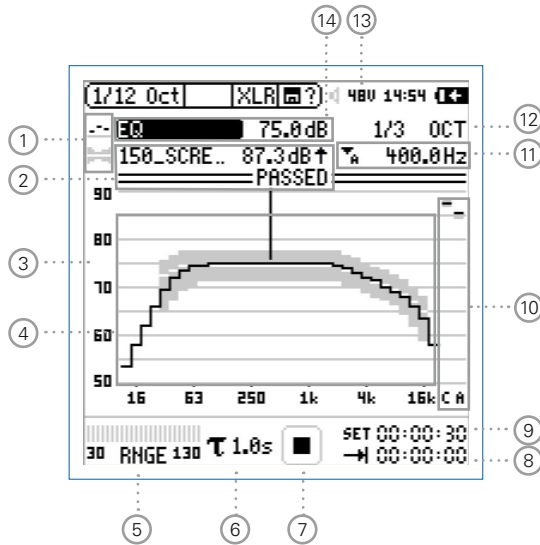 14 13
(1/12 Oct XLR ?) 48V 14:54
-.- EQ 75.0dB 1/3 OCT 12
1 150_SCRE.. 87.3dB↑ A 400.0Hz 11
2 PASSED
90
3 80
70
4 60 10
50
16 63 250 1k 4k 16k C A
SET 00:00:30 9
30 RNGE 130 τ 1.0s 00:00:00 8
5 6 7